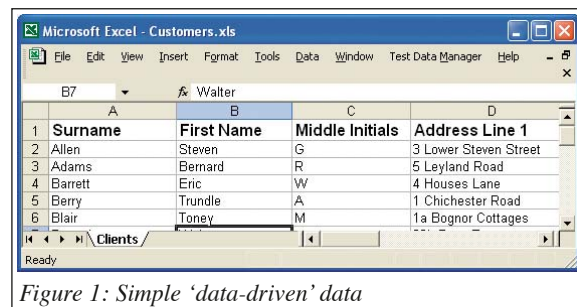 Microsoft Excel - Customers.xls
File Edit View Insert Format Tools Data Window Test Data Manager Help
B7 fx Walter
A B C D
1 Surname First Name Middle Initials Address Line 1
2 Allen Steven G 3 Lower Steven Street
3 Adams Bernard R 5 Leyland Road
4 Barrett Eric W 4 Houses Lane
5 Berry Trundle A 1 Chichester Road
6 Blair Toney M 1a Bognor Cottages
Clients
Ready
Figure 1: Simple ‘data-driven’ data